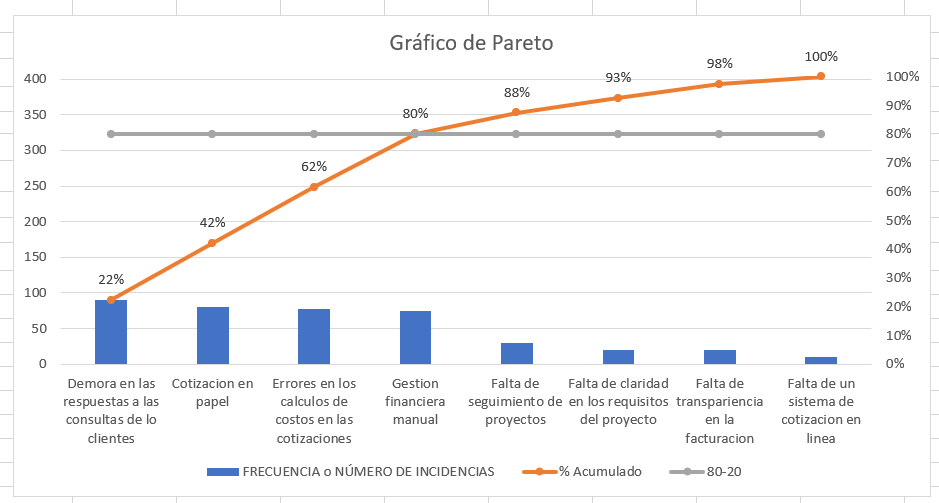 Gráfico de Pareto
400
350
300
250
200
150
100
50
0
100%
90%
80%
70%
60%
50%
40%
30%
20%
10%
0%
22%
42%
62%
80%
88%
93%
98%
100%
Demora en las
respuestas a las
consultas de lo
clientes
Cotizacion en
papel
Errores en los
calculos de
costos en las
cotizaciones
Gestion
financiera
manual
Falta de
seguimiento de
proyectos
Falta de claridad
en los requisitos
del proyecto
Falta de
transpariencia
en la
facturacion
Falta de un
sistema de
cotizacion en
linea
FRECUENCIA o NÚMERO DE INCIDENCIAS
% Acumulado
80-20